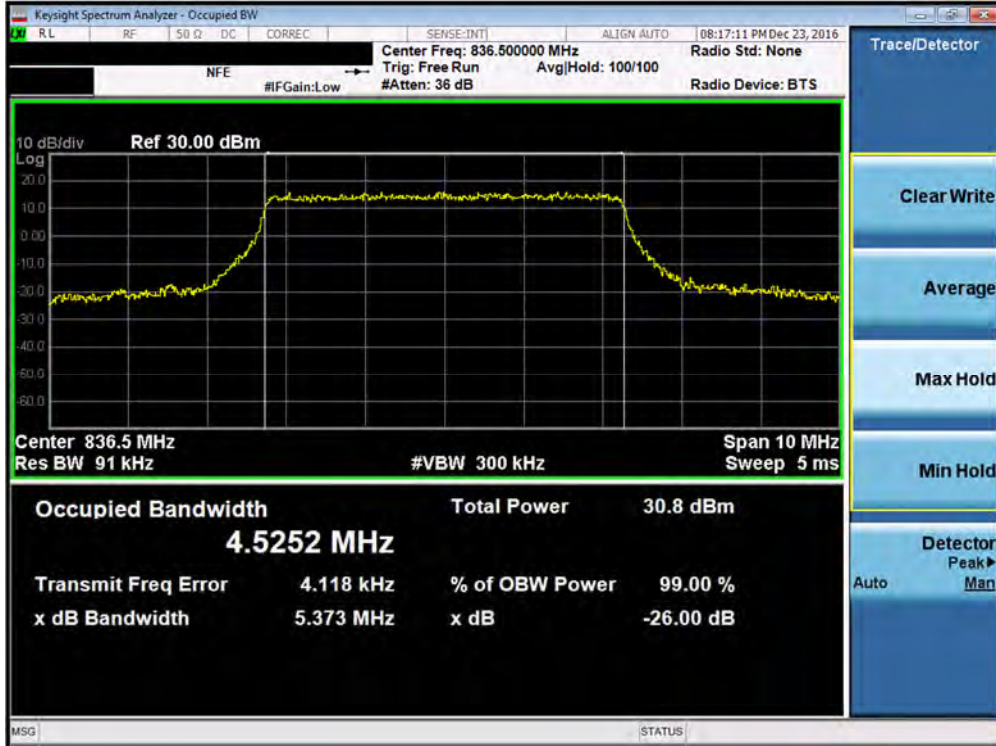 Keysight Spectrum Analyzer - Occupied BW
LXI RL RF 50 Ω DC CORREC SENSE:INT ALIGN AUTO 08:17:11 PM Dec 23, 2016
Center Freq: 836.500000 MHz Radio Std: None
NFE Trig: Free Run Avg|Hold: 100/100
#IFGain:Low #Atten: 36 dB Radio Device: BTS
10 dB/div Ref 30.00 dBm
Log
20.0
10.0
0.00
-10.0
-20.0
-30.0
-40.0
-50.0
-60.0
Center 836.5 MHz Span 10 MHz
Res BW 91 kHz #VBW 300 kHz Sweep 5 ms
Occupied Bandwidth Total Power 30.8 dBm
4.5252 MHz
Transmit Freq Error 4.118 kHz % of OBW Power 99.00 %
x dB Bandwidth 5.373 MHz x dB -26.00 dB
MSG STATUS
Trace/Detector
Clear Write
Average
Max Hold
Min Hold
Detector
Peak▶
Auto Man